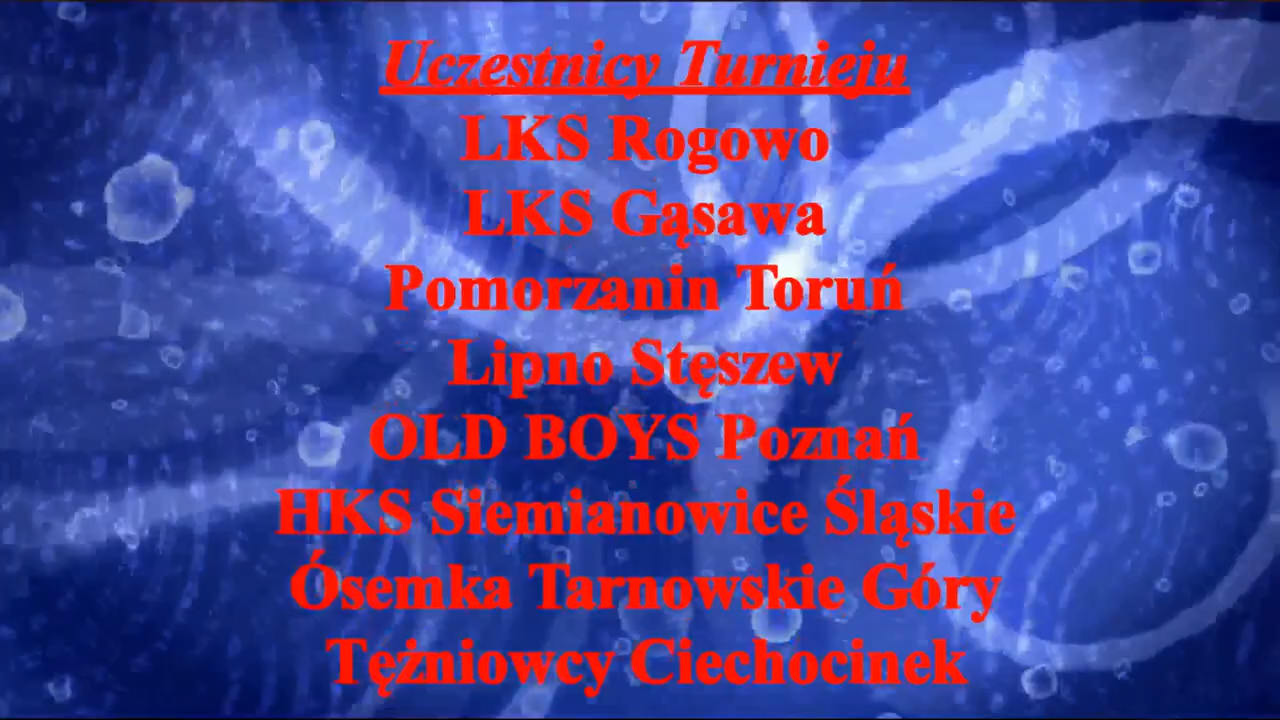 Uczestnicy Turnieju
LKS Rogowo
LKS Gąsawa
Pomorzanin Toruń
Lipno Stęszew
OLD BOYS Poznań
HKS Siemianowice Śląskie
Ósemka Tarnowskie Góry
Tężniowcy Ciechocinek